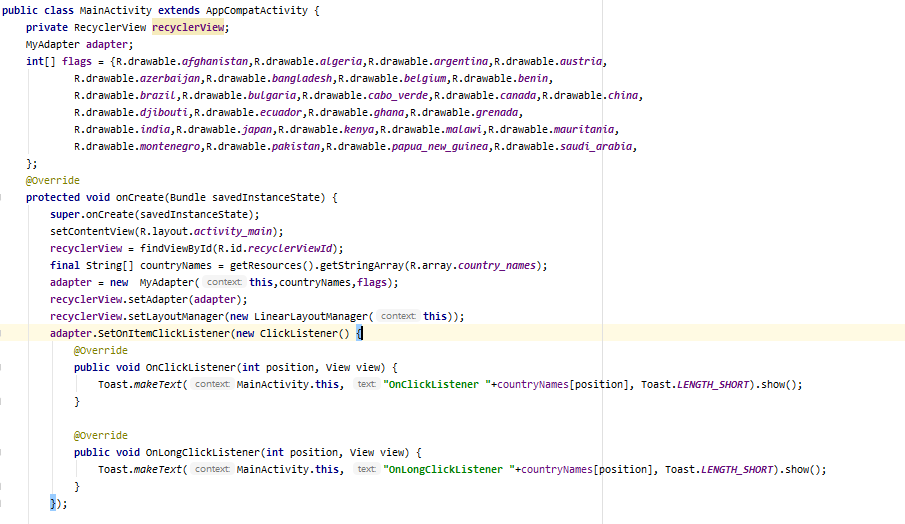 public class MainActivity extends AppCompatActivity {
private RecyclerView recyclerView;
MyAdapter adapter;
int[] flags = {R.drawable.afghanistan,R.drawable.algeria,R.drawable.argentina,R.drawable.austria,
R.drawable.azerbaijan,R.drawable.bangladesh,R.drawable.belgium,R.drawable.benin,
R.drawable.brazil,R.drawable.bulgaria,R.drawable.cabo_verde,R.drawable.canada,R.drawable.china,
R.drawable.djibouti,R.drawable.ecuador,R.drawable.ghana,R.drawable.grenada,
R.drawable.india,R.drawable.japan,R.drawable.kenya,R.drawable.malawi,R.drawable.mauritania,
R.drawable.montenegro,R.drawable.pakistan,R.drawable.papua_new_guinea,R.drawable.saudi_arabia,
};
@Override
protected void onCreate(Bundle savedInstanceState) {
super.onCreate(savedInstanceState);
setContentView(R.layout.activity_main);
recyclerView = findViewById(R.id.recyclerViewId);
final String[] countryNames = getResources().getStringArray(R.array.country_names);
adapter = new MyAdapter( context: this,countryNames,flags);
recyclerView.setAdapter(adapter);
recyclerView.setLayoutManager(new LinearLayoutManager( context: this));
adapter.SetOnItemClickListener(new ClickListener() {
@Override
public void OnClickListener(int position, View view) {
Toast.makeText( context: MainActivity.this, text: "OnClickListener "+countryNames[position], Toast.LENGTH_SHORT).show();
}
@Override
public void OnLongClickListener(int position, View view) {
Toast.makeText( context: MainActivity.this, text: "OnLongClickListener "+countryNames[position], Toast.LENGTH_SHORT).show();
}
});